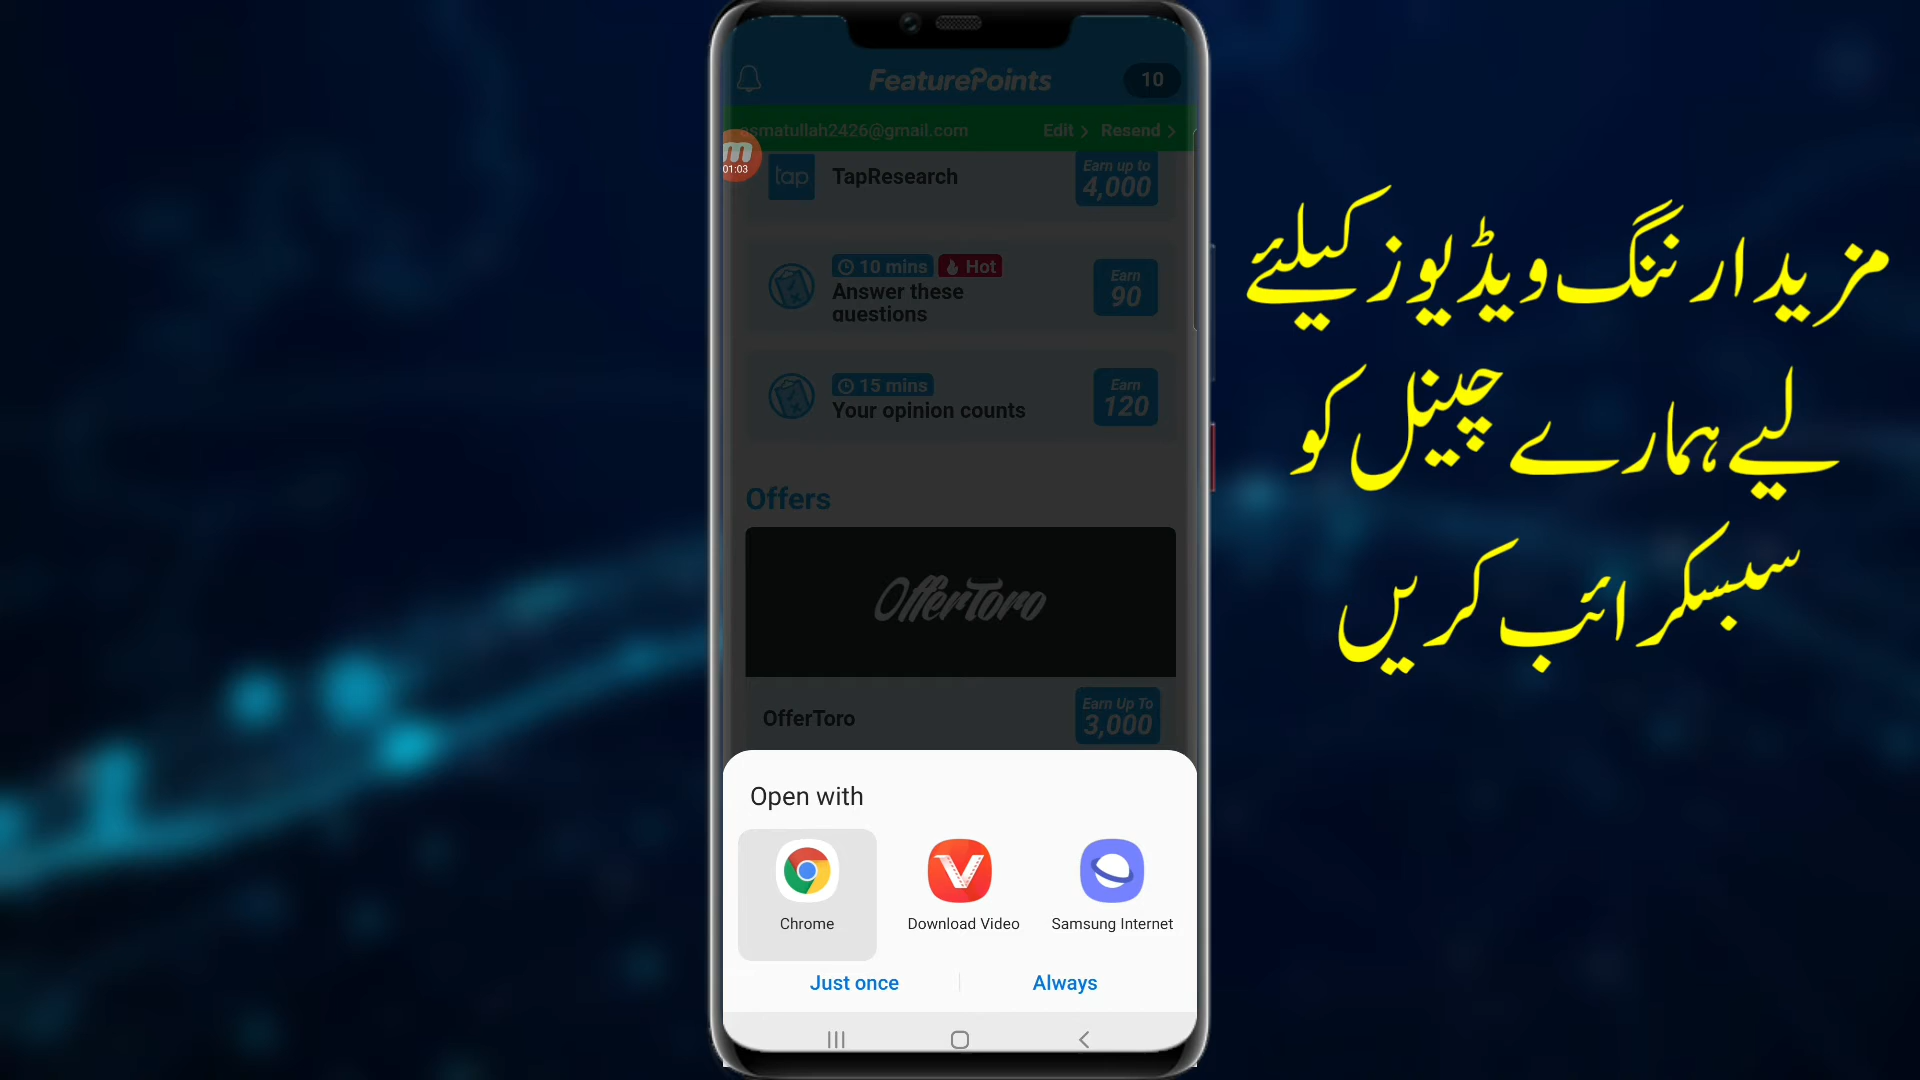 FeaturePoints
10
asmatullah2426@gmail.com
Edit
Resend
01:03
tap
TapResearch
Earn up to
4,000
10 mins
Hot
Answer these
questions
Earn
90
15 mins
Your opinion counts
Earn
120
Offers
OfferToro
OfferToro
Earn Up To
3,000
Open with
Chrome
Download Video
Samsung Internet
Just once
Always
مزید ارننگ ویڈیوز کیلئے
لیے ہمارے چینل کو
سبسکرائب کریں